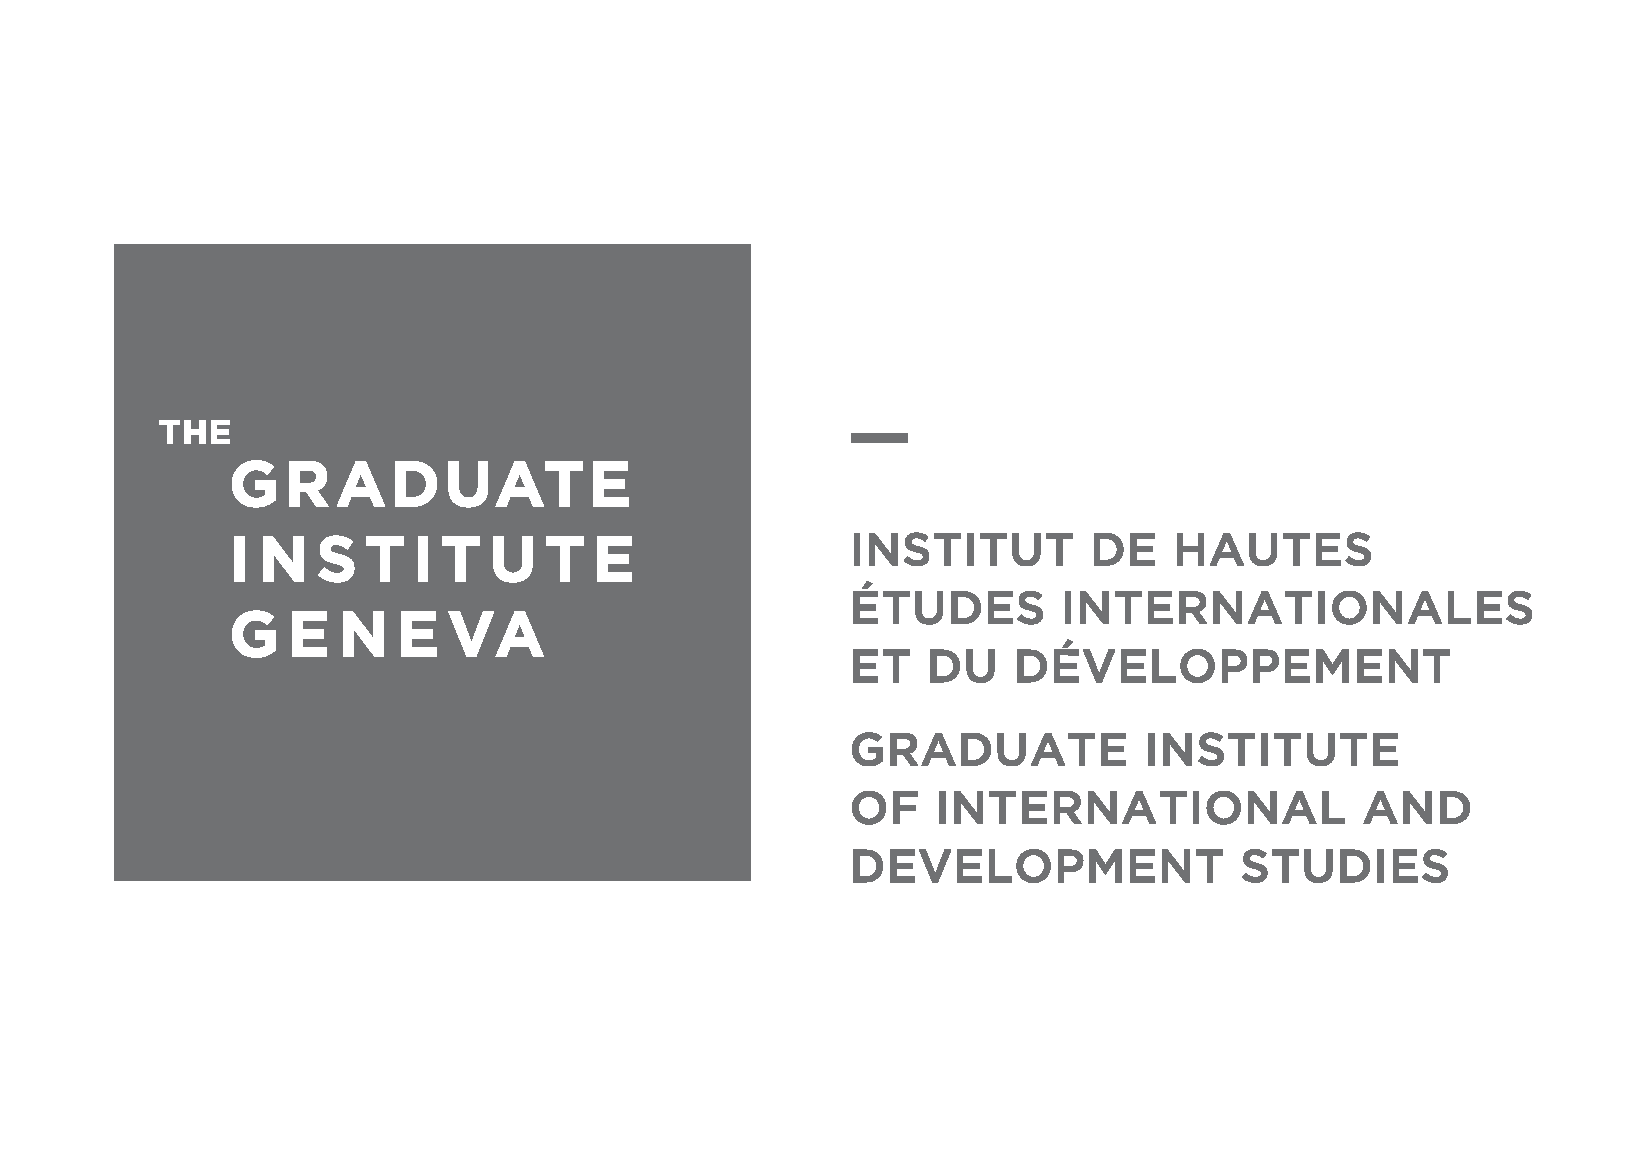 THE
GRADUATE
INSTITUTE
GENEVA
INSTITUT DE HAUTES
ÉTUDES INTERNATIONALES
ET DU DÉVELOPPEMENT
GRADUATE INSTITUTE
OF INTERNATIONAL AND
DEVELOPMENT STUDIES